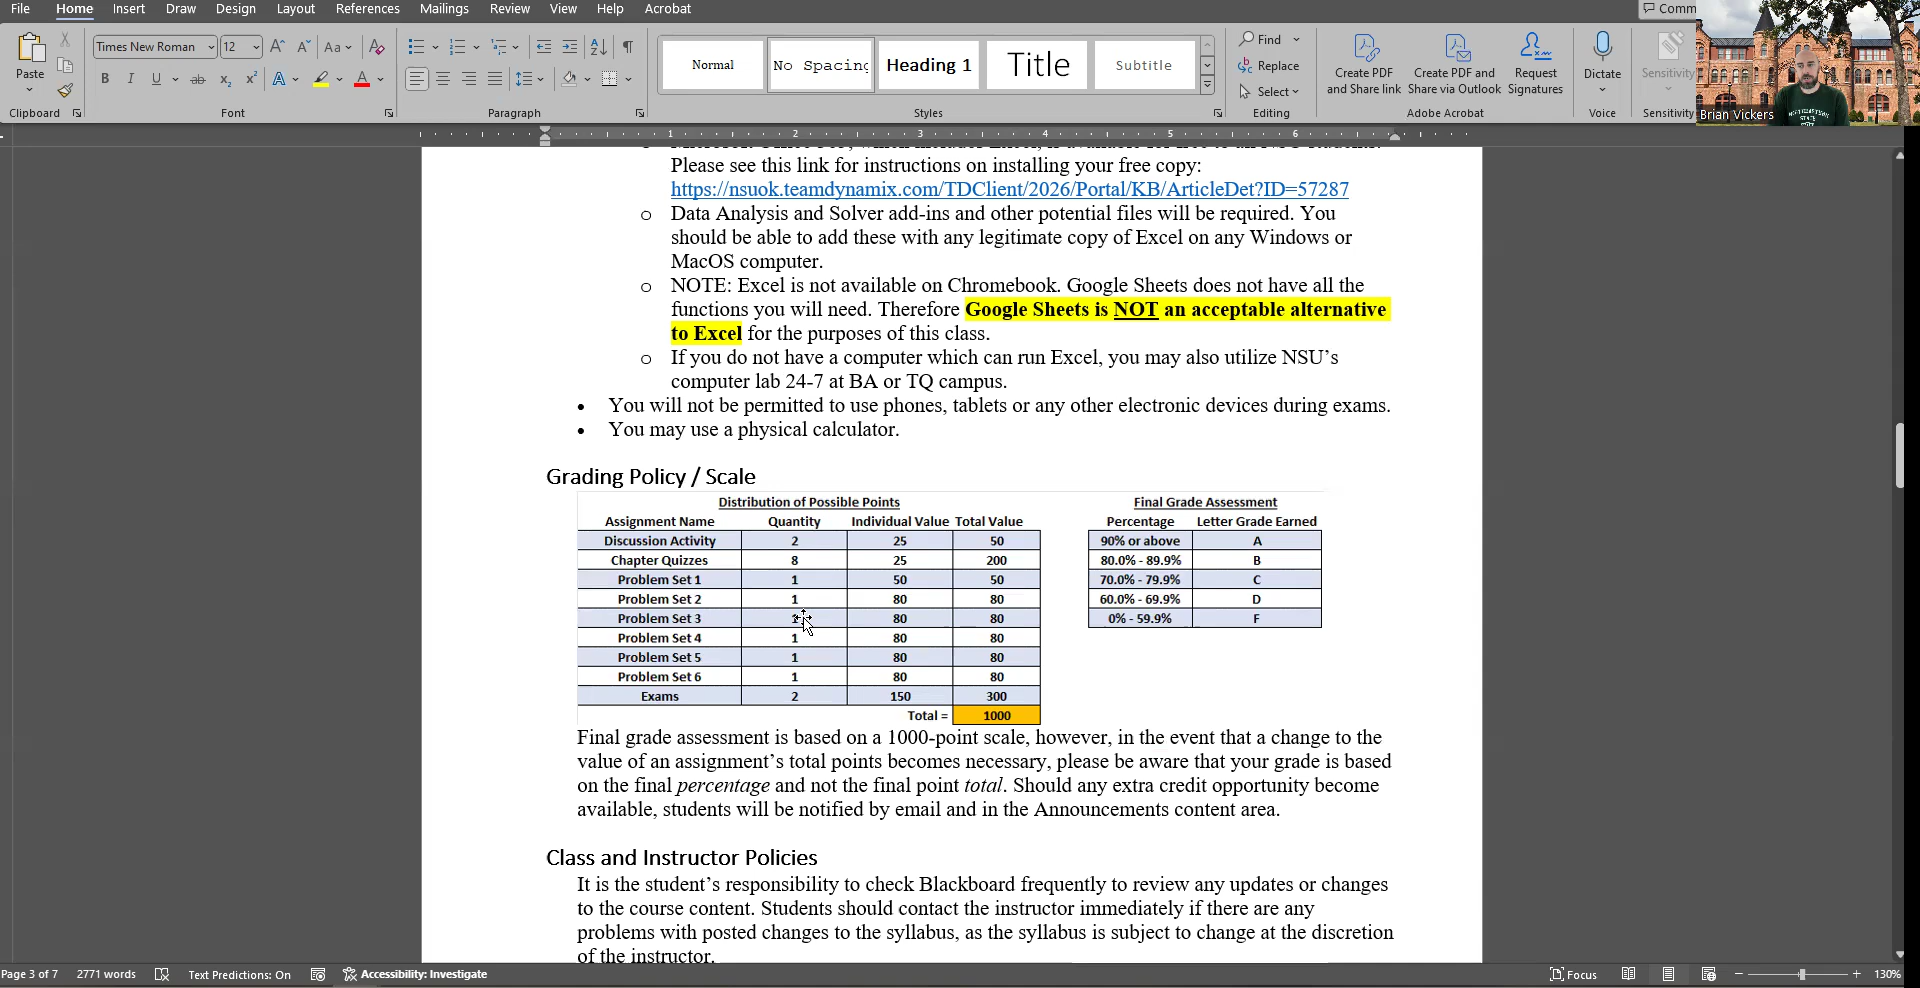 File Home Insert Draw Design Layout References Mailings Review View Help Acrobat
Comm
Times New Roman 12
Paste
Clipboard Font Paragraph Styles Editing Adobe Acrobat Voice Sensitivity
Normal No Spacing Heading 1 Title Subtitle
Find
Replace
Select
Create PDF and Share link
Create PDF and Share via Outlook
Request Signatures
Dictate
Sensitivity
Brian Vickers
1 2 3 4 5 6
Please see this link for instructions on installing your free copy:
https://nsuok.teamdynamix.com/TDClient/2026/Portal/KB/ArticleDet?ID=57287
o Data Analysis and Solver add-ins and other potential files will be required. You
should be able to add these with any legitimate copy of Excel on any Windows or
MacOS computer.
o NOTE: Excel is not available on Chromebook. Google Sheets does not have all the
functions you will need. Therefore Google Sheets is NOT an acceptable alternative
to Excel for the purposes of this class.
o If you do not have a computer which can run Excel, you may also utilize NSU’s
computer lab 24-7 at BA or TQ campus.
• You will not be permitted to use phones, tablets or any other electronic devices during exams.
• You may use a physical calculator.
Grading Policy / Scale
Distribution of Possible Points
Assignment Name Quantity Individual Value Total Value
Discussion Activity 2 25 50
Chapter Quizzes 8 25 200
Problem Set 1 1 50 50
Problem Set 2 1 80 80
Problem Set 3 1 80 80
Problem Set 4 1 80 80
Problem Set 5 1 80 80
Problem Set 6 1 80 80
Exams 2 150 300
Total = 1000
Final Grade Assessment
Percentage Letter Grade Earned
90% or above A
80.0% - 89.9% B
70.0% - 79.9% C
60.0% - 69.9% D
0% - 59.9% F
Final grade assessment is based on a 1000-point scale, however, in the event that a change to the
value of an assignment’s total points becomes necessary, please be aware that your grade is based
on the final percentage and not the final point total. Should any extra credit opportunity become
available, students will be notified by email and in the Announcements content area.
Class and Instructor Policies
It is the student’s responsibility to check Blackboard frequently to review any updates or changes
to the course content. Students should contact the instructor immediately if there are any
problems with posted changes to the syllabus, as the syllabus is subject to change at the discretion
of the instructor.
Page 3 of 7 2771 words Text Predictions: On Accessibility: Investigate Focus 130%